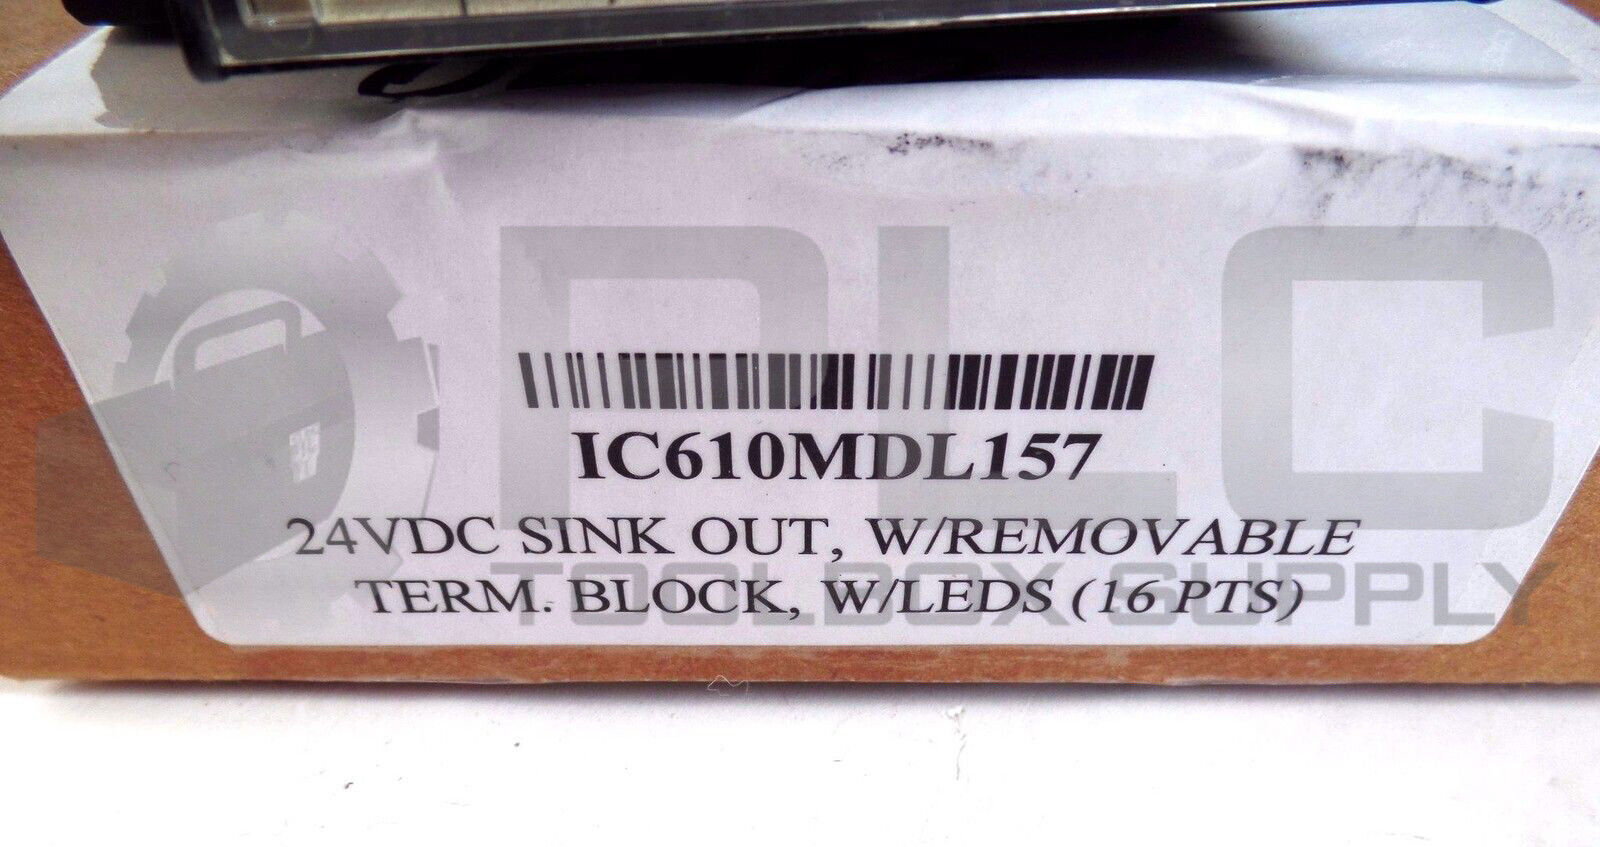 PLC
IC610MDL157
24VDC SINK OUT, W/REMOVABLE
TERM. BLOCK, W/LEDS (16 PTS)
TOOLBOX SUPPLY